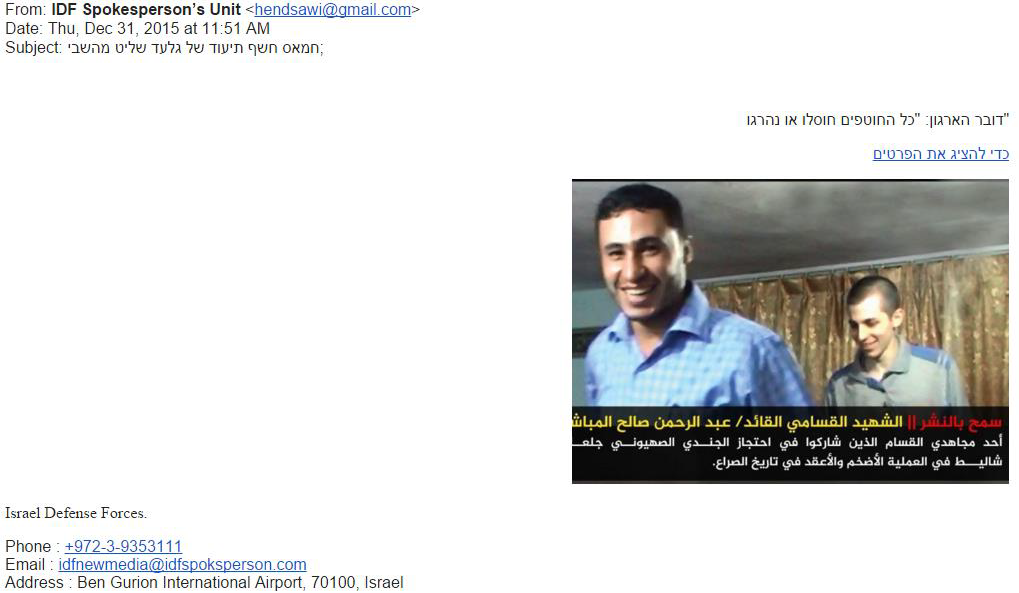 From: IDF Spokesperson's Unit <hendsawi@gmail.com>
Date: Thu, Dec 31, 2015 at 11:51 AM
Subject: חמאס חשף תיעוד של גלעד שליט מהשבי;
"דובר הארגון: "כל החוטפים חוסלו או נהרגו
כדי להציג את הפרטים
سمح بالنشر || الشهيد القسامي القائد/ عبد الرحمن صالح المباش
أحد مجاهدي القسام الذين شاركوا في احتجاز الجنــدي الصهيونــي جلعــ
شاليــط في العملية الأضخم والأعقد في تاريخ الصراع.
Israel Defense Forces.
Phone : +972-3-9353111
Email : idfnewmedia@idfspoksperson.com
Address : Ben Gurion International Airport, 70100, Israel